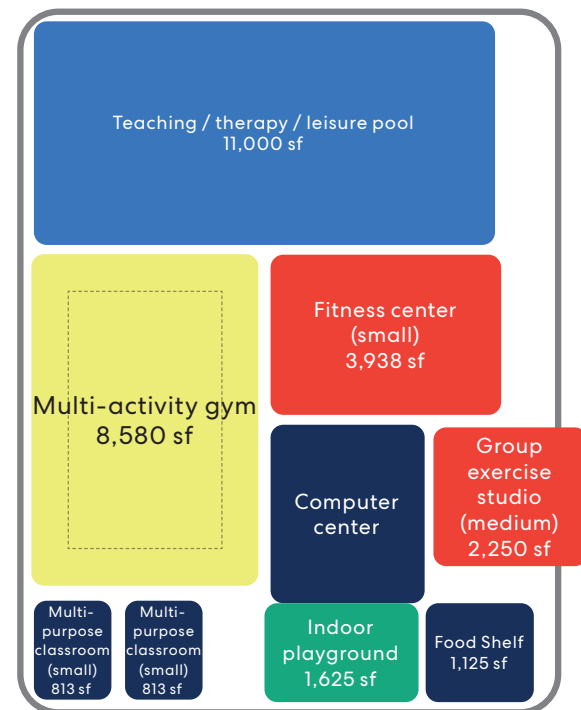 Teaching / therapy / leisure pool
11,000 sf
Multi-activity gym
8,580 sf
Fitness center
(small)
3,938 sf
Computer
center
Group
exercise
studio
(medium)
2,250 sf
Multi-
purpose
classroom
(small)
813 sf
Multi-
purpose
classroom
(small)
813 sf
Indoor
playground
1,625 sf
Food Shelf
1,125 sf